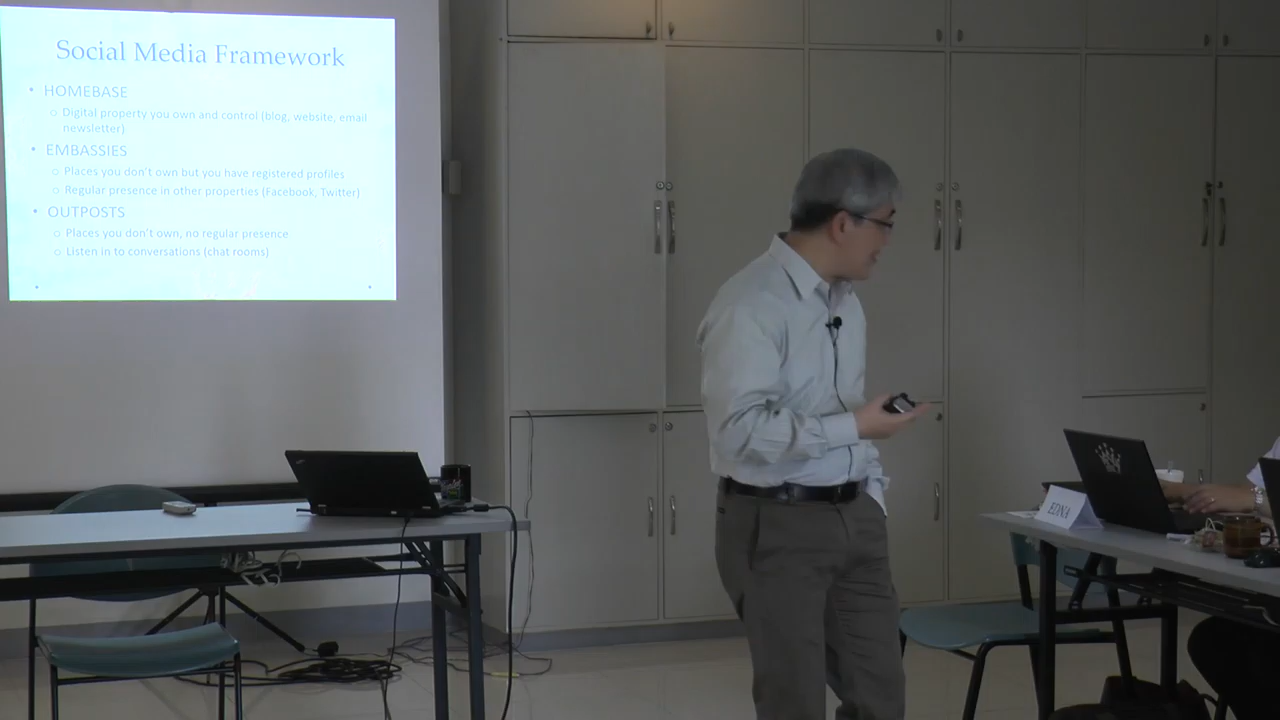 Social Media Framework
• HOMEBASE
o Digital property you own and control (blog, website, email
newsletter)
• EMBASSIES
o Places you don't own but you have registered profiles
o Regular presence in other properties (Facebook, Twitter)
• OUTPOSTS
o Places you don't own, no regular presence
o Listen in to conversations (chat rooms)
EDNA